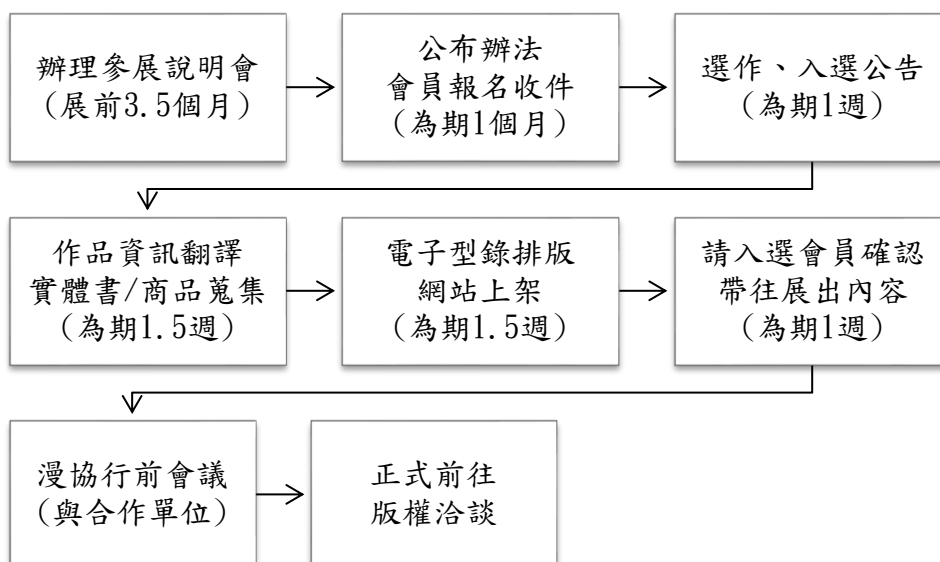 辦理參展說明會
(展前3.5個月)
公布辦法
會員報名收件
(為期1個月)
選作、入選公告
(為期1週)
作品資訊翻譯
實體書/商品蒐集
(為期1.5週)
電子型錄排版
網站上架
(為期1.5週)
請入選會員確認
帶往展出內容
(為期1週)
漫協行前會議
(與合作單位)
正式前往
版權洽談